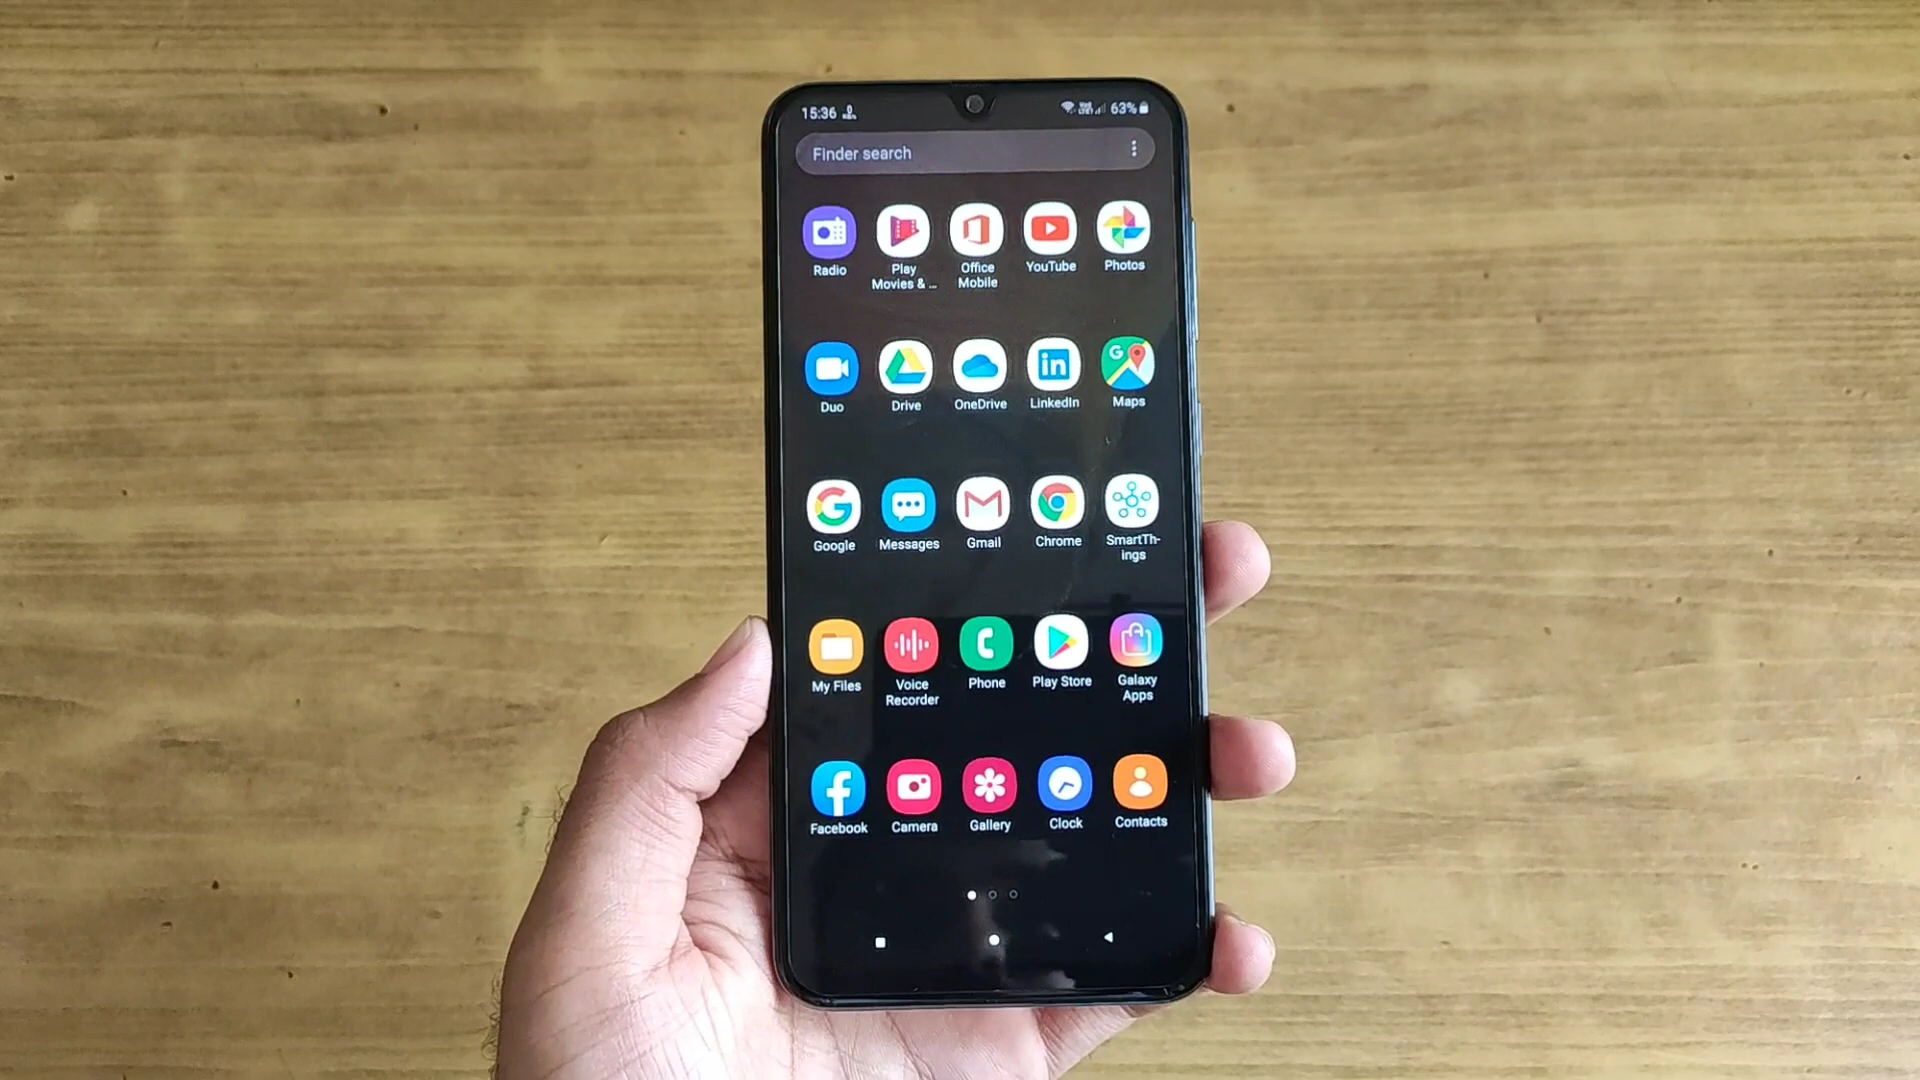 15:36 63%
Finder search
Radio
Play
Movies & ...
Office
Mobile
YouTube
Photos
Duo
Drive
OneDrive
LinkedIn
Maps
Google
Messages
Gmail
Chrome
SmartTh-
ings
My Files
Voice
Recorder
Phone
Play Store
Galaxy
Apps
Facebook
Camera
Gallery
Clock
Contacts